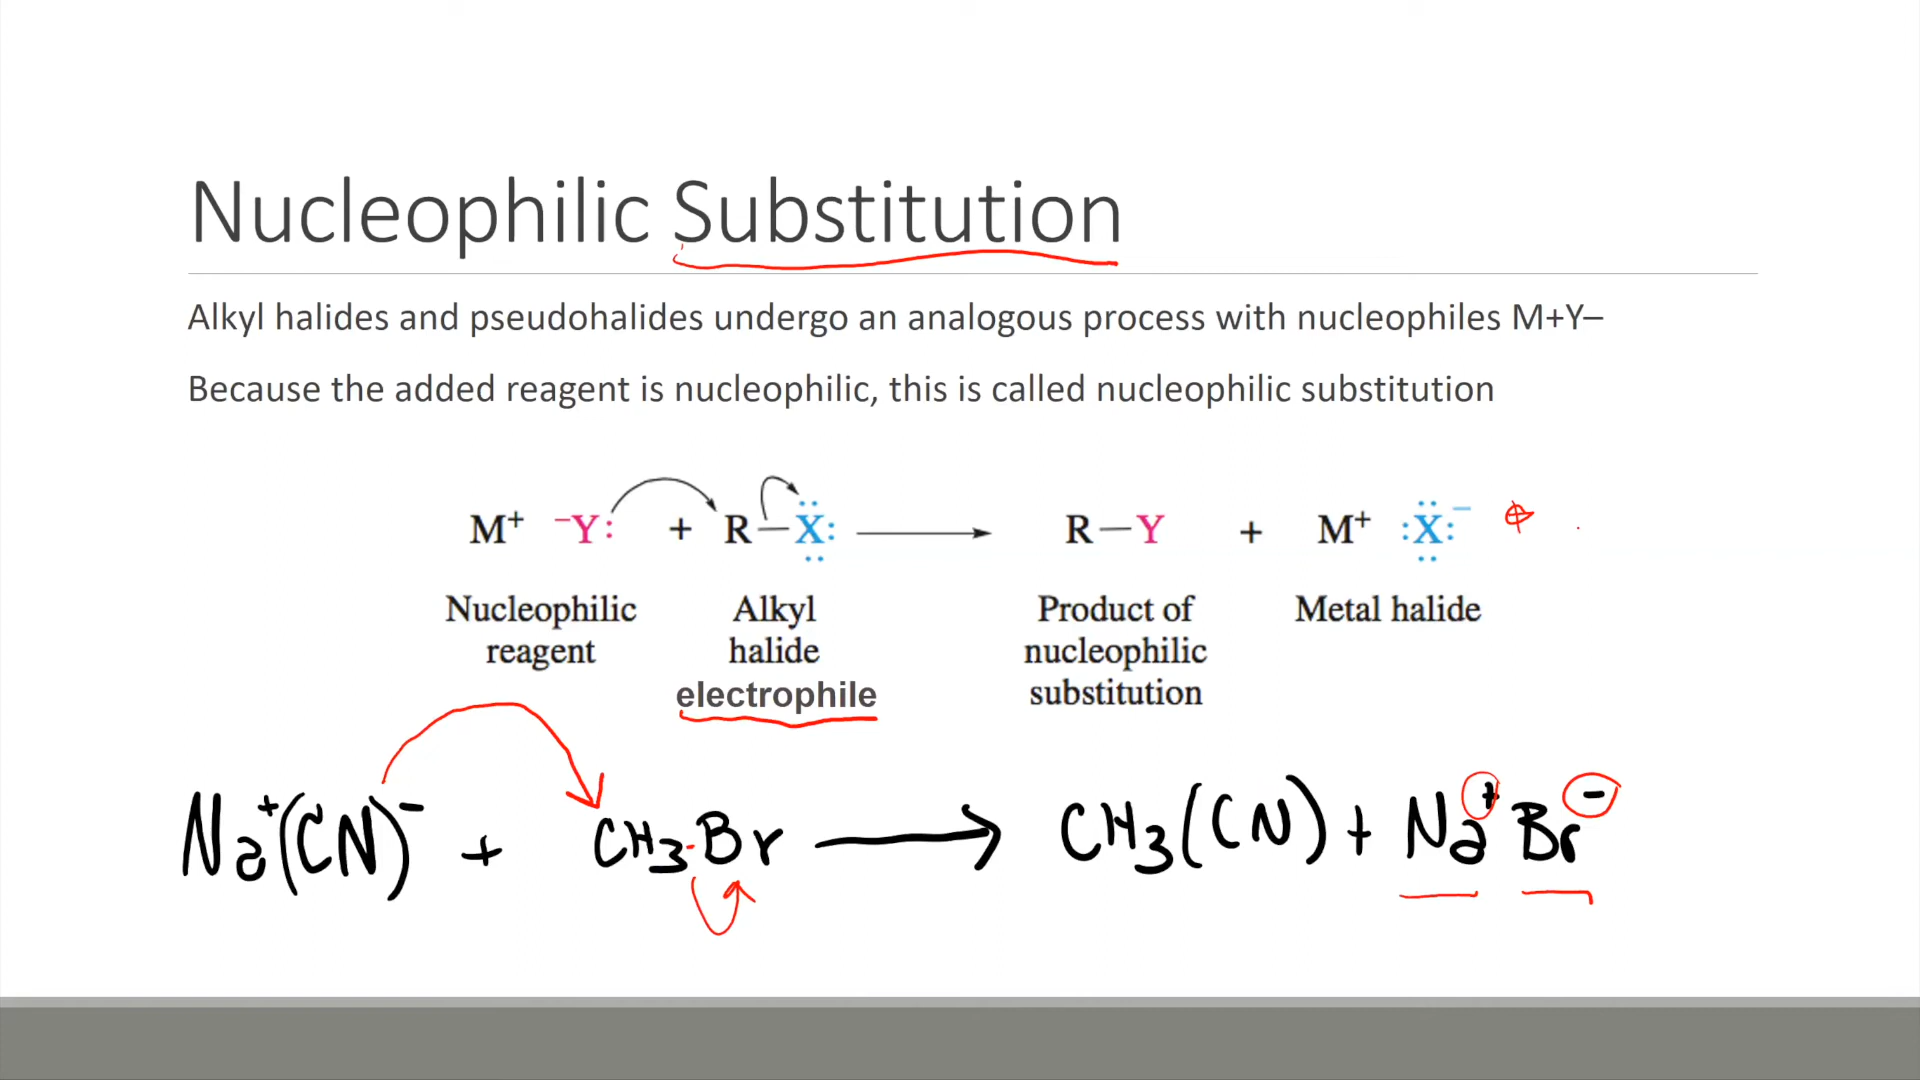 Nucleophilic Substitution
Alkyl halides and pseudohalides undergo an analogous process with nucleophiles M+Y–
Because the added reagent is nucleophilic, this is called nucleophilic substitution
M⁺ ⁻Y: + R—X: ⟶ R—Y + M⁺ :X:⁻ ⊕
Nucleophilic Alkyl Product of Metal halide
reagent halide nucleophilic
electrophile substitution
Na⁺(CN)⁻ + CH₃-Br ⟶ CH₃(CN) + Na⁺ Br⁻